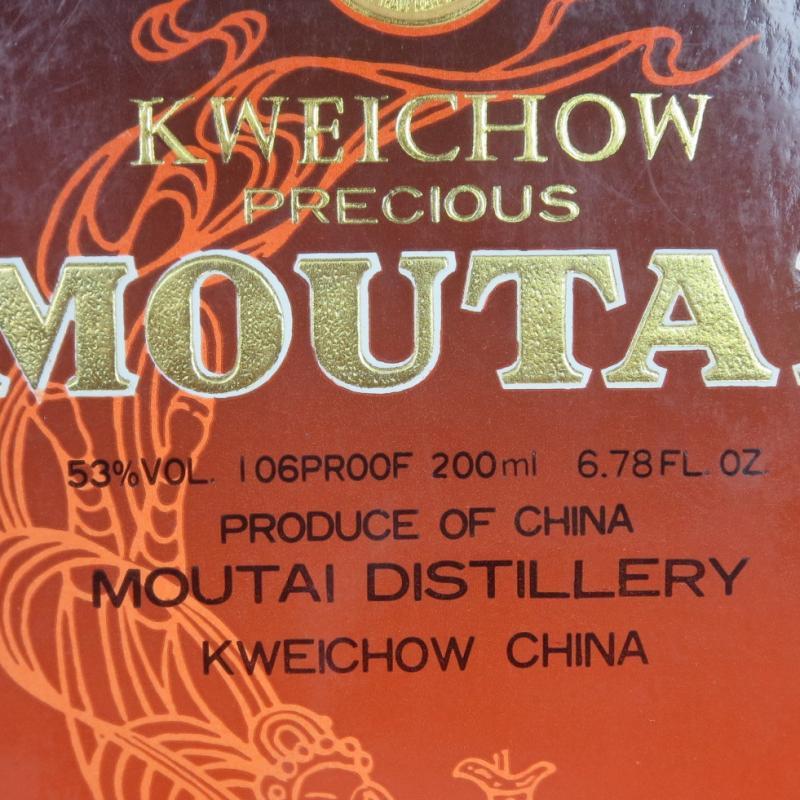 KWEICHOW
PRECIOUS
MOUTA
53%VOL. 106PROOF 200ml 6.78FL.OZ.
PRODUCE OF CHINA
MOUTAI DISTILLERY
KWEICHOW CHINA